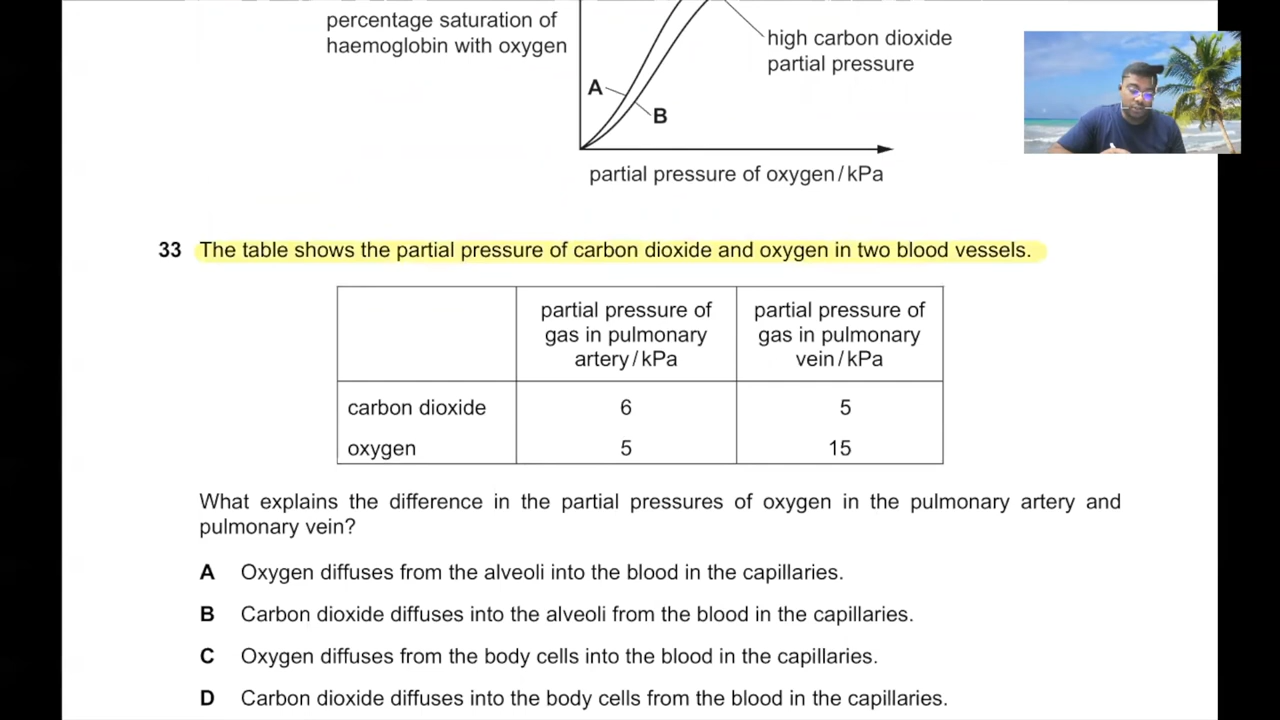 percentage saturation of
haemoglobin with oxygen
high carbon dioxide
partial pressure
A
B
partial pressure of oxygen/kPa
33 The table shows the partial pressure of carbon dioxide and oxygen in two blood vessels.
partial pressure of
gas in pulmonary
artery/kPa
partial pressure of
gas in pulmonary
vein/kPa
carbon dioxide 6 5
oxygen 5 15
What explains the difference in the partial pressures of oxygen in the pulmonary artery and
pulmonary vein?
A Oxygen diffuses from the alveoli into the blood in the capillaries.
B Carbon dioxide diffuses into the alveoli from the blood in the capillaries.
C Oxygen diffuses from the body cells into the blood in the capillaries.
D Carbon dioxide diffuses into the body cells from the blood in the capillaries.